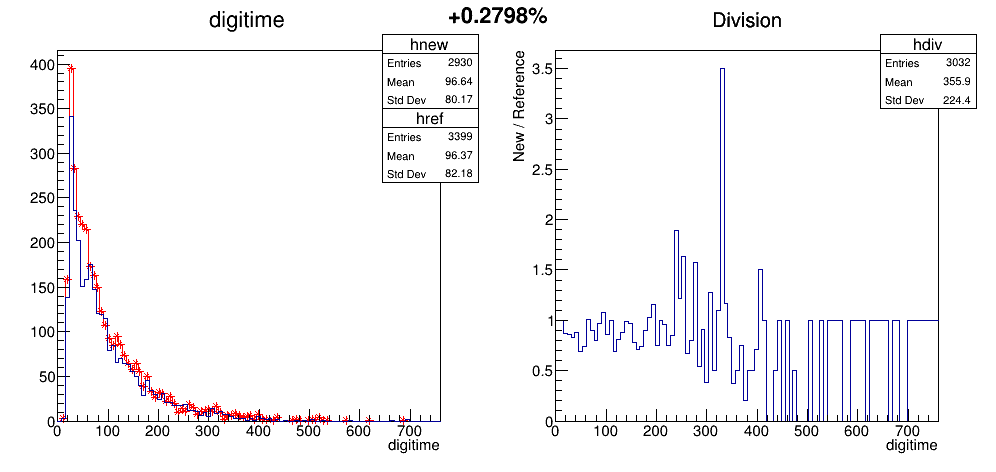 digitime
+0.2798%
Division
hnew
Entries 2930
Mean 96.64
Std Dev 80.17
href
Entries 3399
Mean 96.37
Std Dev 82.18
400
350
300
250
200
150
100
50
0
0 100 200 300 400 500 600 700
digitime
hdiv
Entries 3032
Mean 355.9
Std Dev 224.4
New / Reference
3.5
3
2.5
2
1.5
1
0.5
0
0 100 200 300 400 500 600 700
digitime